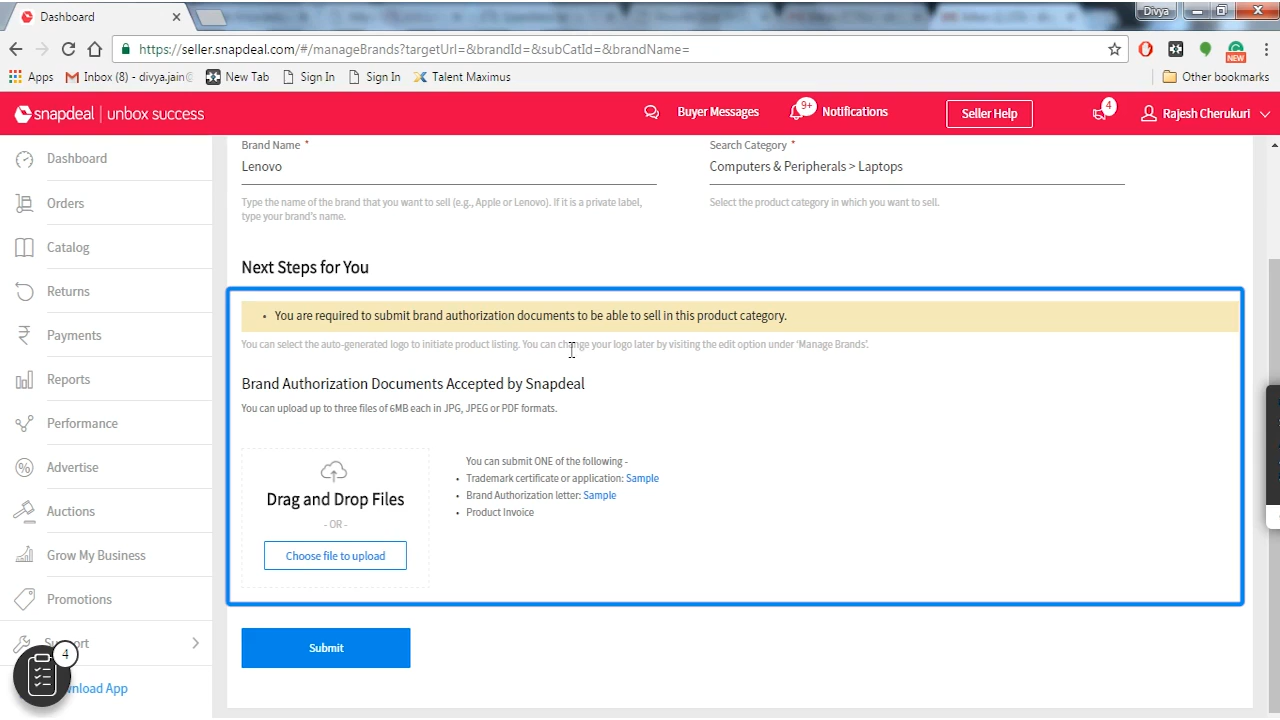 Dashboard
Divya
https://seller.snapdeal.com/#/manageBrands?targetUrl=&brandId=&subCatId=&brandName=
NEW
Apps
Inbox (8) - divya.jain@
New Tab
Sign In
Sign In
Talent Maximus
Other bookmarks
snapdeal | unbox success
Buyer Messages
9+
Notifications
Seller Help
4
Rajesh Cherukuri
Dashboard
Orders
Catalog
Returns
Payments
Reports
Performance
Advertise
Auctions
Grow My Business
Promotions
4
Brand Name *
Lenovo
Type the name of the brand that you want to sell (e.g., Apple or Lenovo). If it is a private label,
type your brand's name.
Search Category *
Computers & Peripherals > Laptops
Select the product category in which you want to sell.
Next Steps for You
• You are required to submit brand authorization documents to be able to sell in this product category.
You can select the auto-generated logo to initiate product listing. You can change your logo later by visiting the edit option under 'Manage Brands'.
Brand Authorization Documents Accepted by Snapdeal
You can upload up to three files of 6MB each in JPG, JPEG or PDF formats.
Drag and Drop Files
- OR -
Choose file to upload
You can submit ONE of the following -
• Trademark certificate or application: Sample
• Brand Authorization letter: Sample
• Product Invoice
Submit
App